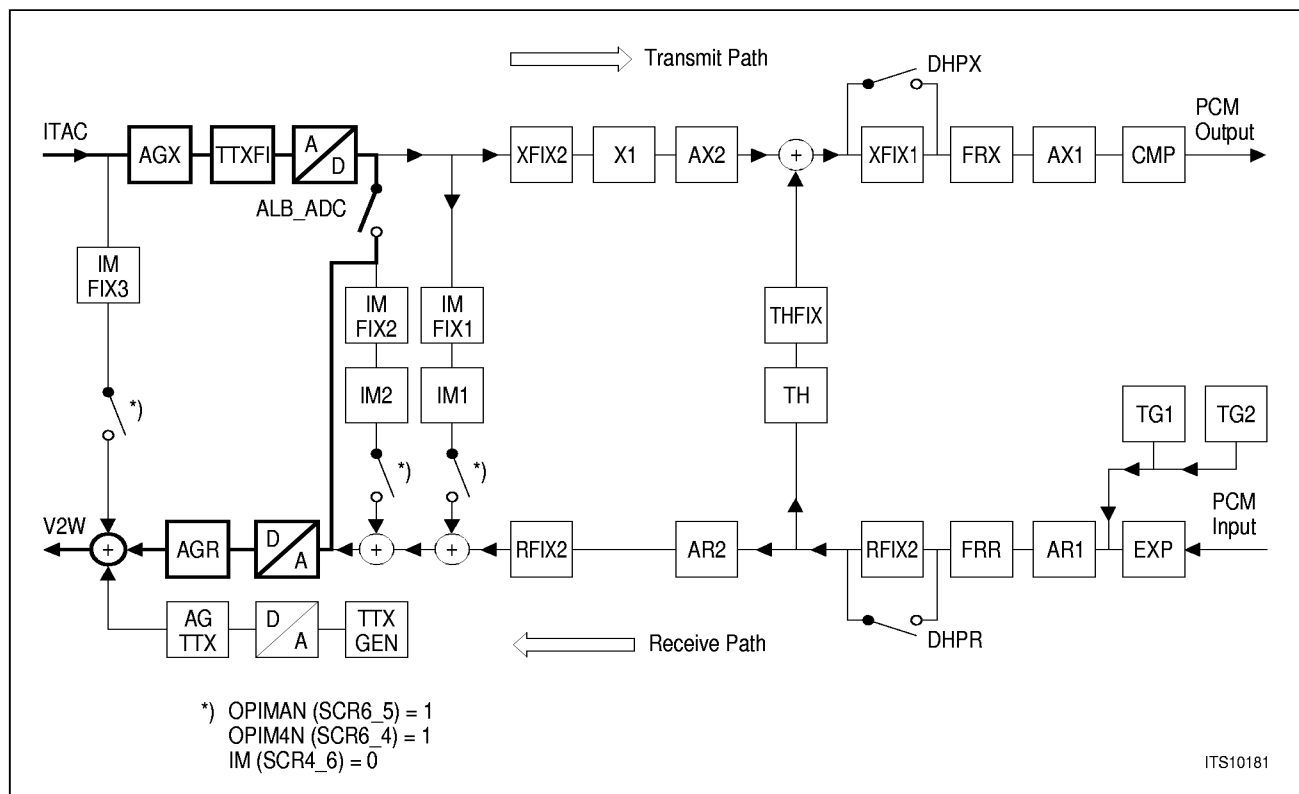 Transmit Path
DHPX
ITAC
AGX
TTXFI
A
D
XFIX2
X1
AX2
+
XFIX1
FRX
AX1
CMP
PCM
Output
ALB_ADC
IM
FIX3
IM
FIX2
IM
FIX1
THFIX
*)
IM2
IM1
TH
TG1
TG2
*)
*)
PCM
Input
V2W
+
AGR
D
A
+
+
RFIX2
AR2
RFIX2
FRR
AR1
EXP
AG
TTX
D
A
TTX
GEN
Receive Path
DHPR
*) OPIMAN (SCR6_5) = 1
OPIM4N (SCR6_4) = 1
IM (SCR4_6) = 0
ITS10181